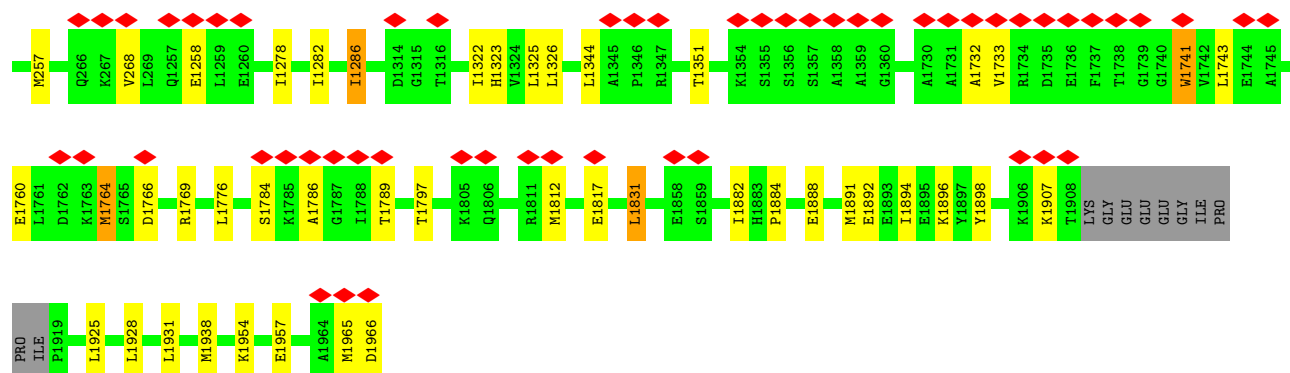 M257 Q266 K267 V268 L269 Q1257 E1258 L1259 E1260 I1278 I1282 I1286 D1314 G1315 T1316 I1322 H1323 V1324 L1325 L1326 L1344 A1345 P1346 R1347 T1351 K1354 S1355 S1356 S1357 A1358 A1359 G1360 A1730 A1731 A1732 V1733 R1734 D1735 E1736 F1737 T1738 G1739 G1740 W1741 V1742 L1743 E1744 A1745
E1760 L1761 D1762 K1763 M1764 S1765 D1766 R1769 L1776 S1784 K1785 A1786 G1787 I1788 T1789 T1797 K1805 Q1806 R1811 M1812 E1817 L1831 E1858 S1859 I1882 H1883 P1884 E1888 M1891 E1892 E1893 I1894 E1895 K1896 Y1897 Y1898 K1906 K1907 T1908 LYS GLY GLU GLU GLU GLY ILE PRO
PRO ILE P1919 L1925 L1928 L1931 M1938 K1954 E1957 A1964 M1965 D1966